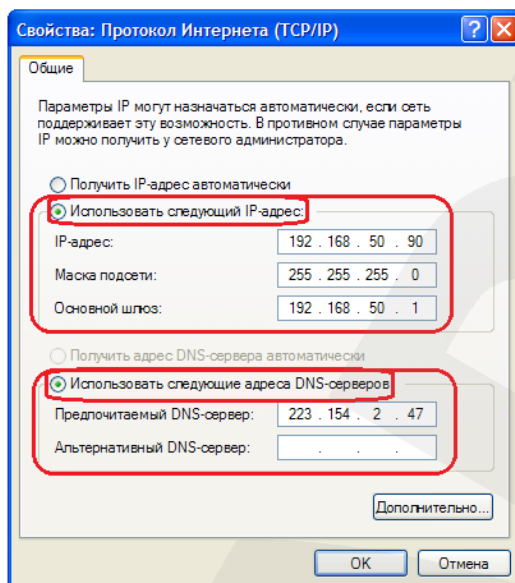 Свойства: Протокол Интернета (TCP/IP)
Общие
Параметры IP могут назначаться автоматически, если сеть
поддерживает эту возможность. В противном случае параметры
IP можно получить у сетевого администратора.
Получить IP-адрес автоматически
Использовать следующий IP-адрес:
IP-адрес: 192 . 168 . 50 . 90
Маска подсети: 255 . 255 . 255 . 0
Основной шлюз: 192 . 168 . 50 . 1
Получить адрес DNS-сервера автоматически
Использовать следующие адреса DNS-серверов
Предпочитаемый DNS-сервер: 223 . 154 . 2 . 47
Альтернативный DNS-сервер: . . .
Дополнительно...
OK Отмена